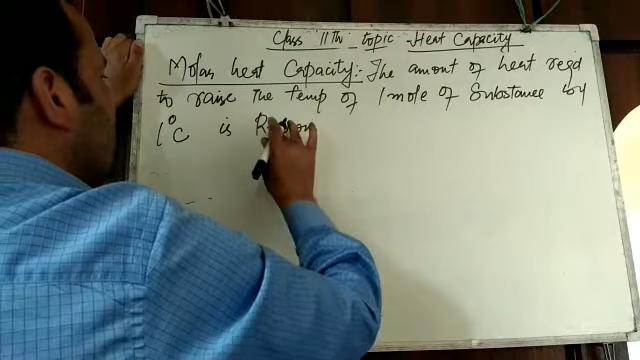 Class 11th topic Heat Capacity
Molar heat Capacity:- The amont of heat reqd
to raise The Temp of 1 mole of Substance by
1°C is